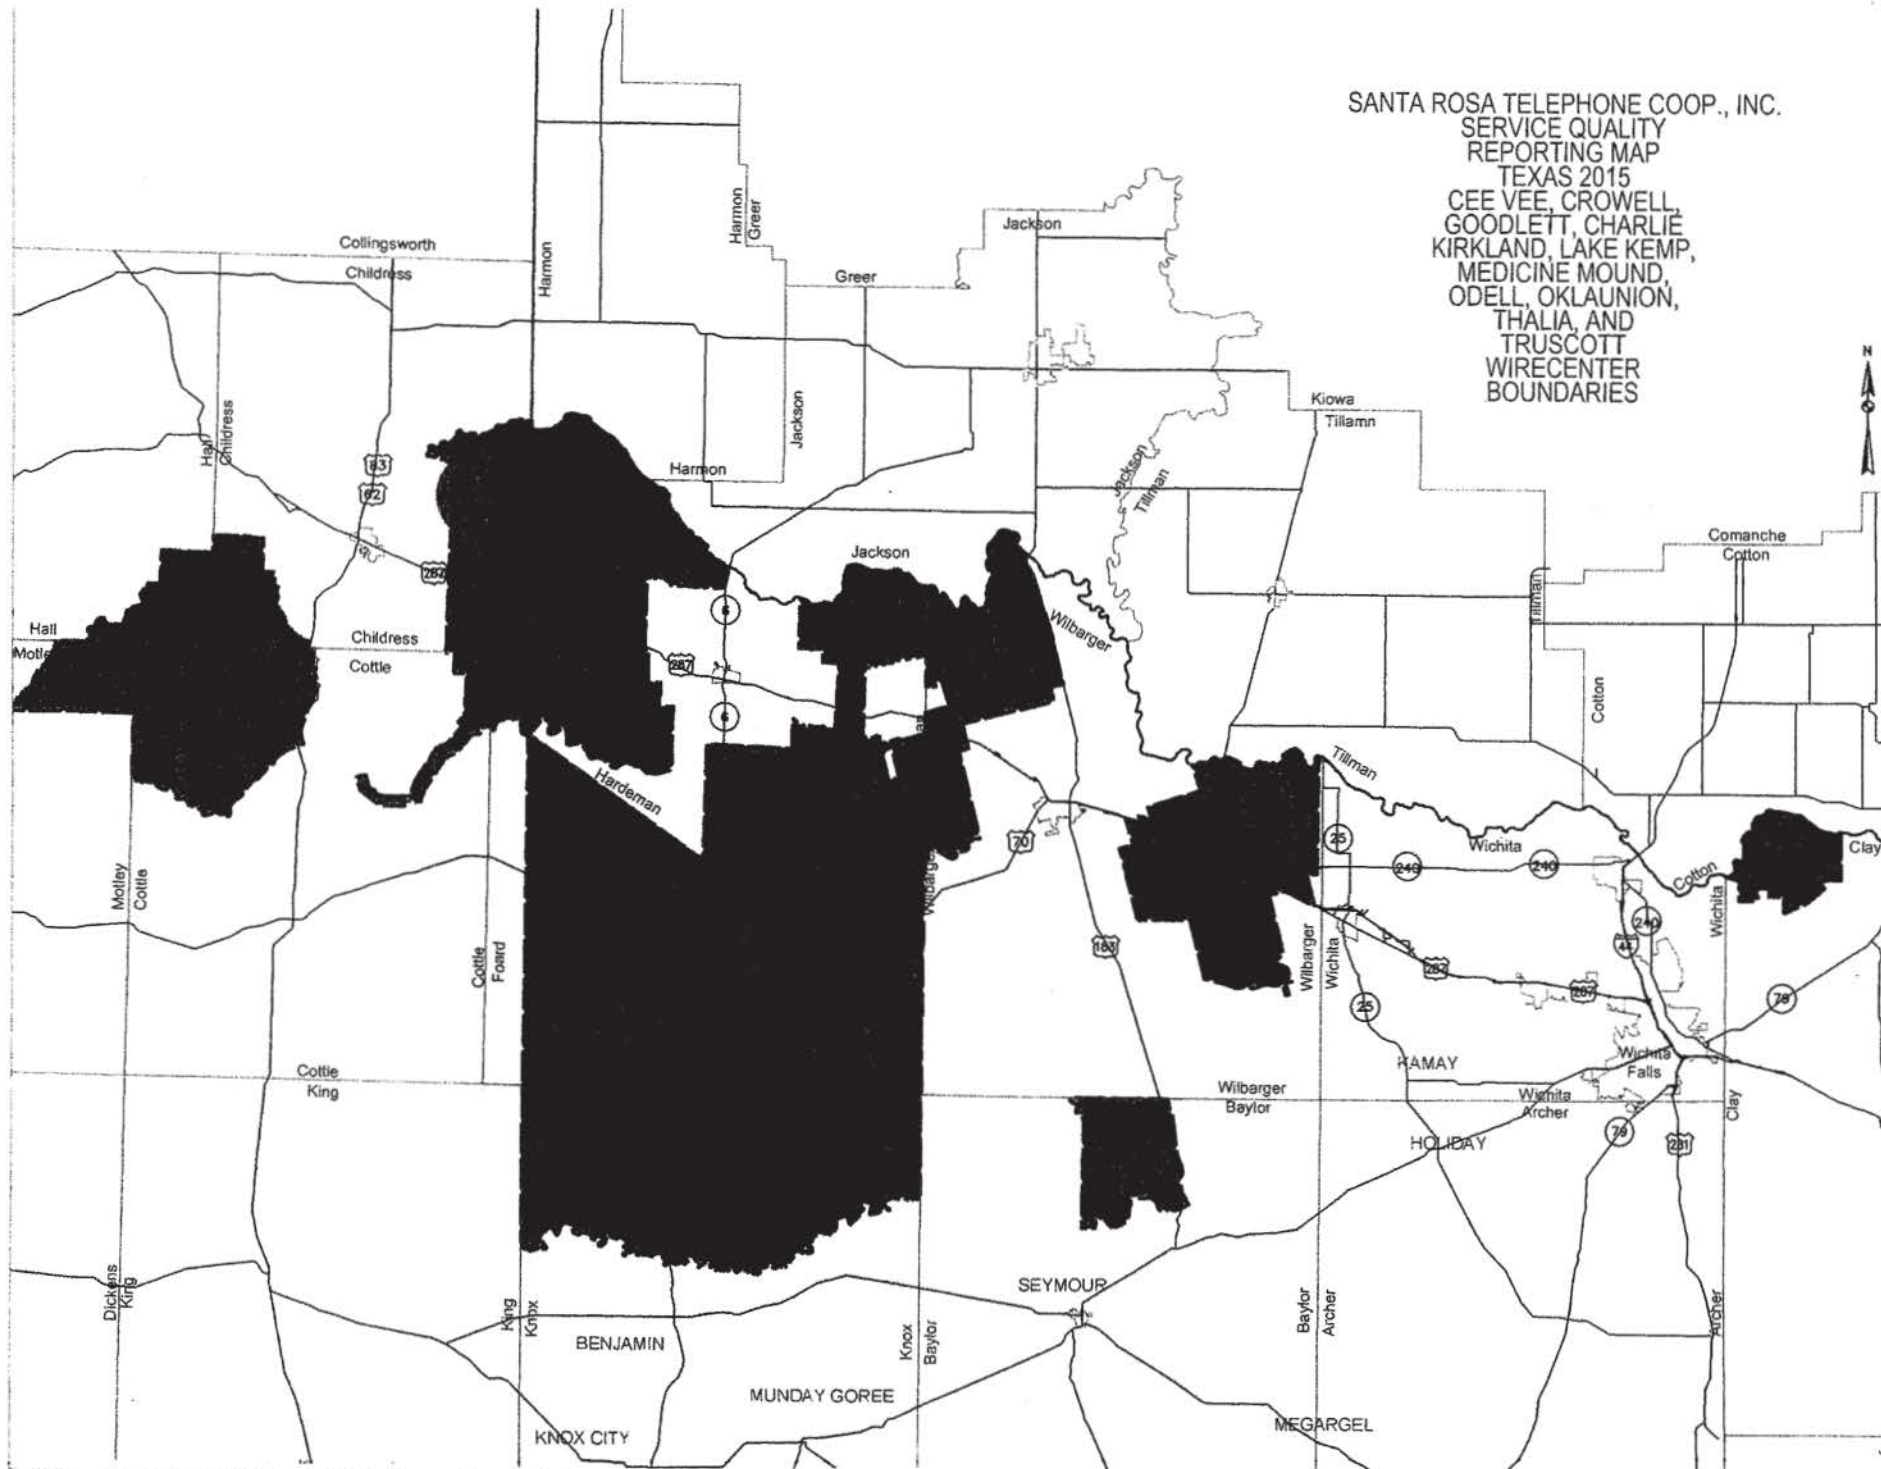 SANTA ROSA TELEPHONE COOP., INC.
SERVICE QUALITY
REPORTING MAP
TEXAS 2015
CEE VEE, CROWELL,
GOODLETT, CHARLIE
KIRKLAND, LAKE KEMP,
MEDICINE MOUND,
ODELL, OKLAUNION,
THALIA, AND
TRUSCOTT
WIRECENTER
BOUNDARIES
N
Collingsworth
Childress
Harmon
Harmon
Greer
Greer
Jackson
Jackson
Kiowa
Tillamn
Hall
Childress
83
62
287
Harmon
Jackson
Tillman
Jackson
Comanche
Cotton
Tillman
Cotton
Hall
Motle
Childress
Cottle
6
287
6
Wilbarger
Hardeman
Tillman
Wichita
Cotton
Clay
25
240
240
240
44
Wichita
70
Wilbarger
183
Motley
Cottle
Cottle
Foard
Wilbarger
Wichita
287
287
25
79
KAMAY
Wichita
Falls
Cottle
King
Wilbarger
Baylor
Wichita
Archer
Clay
79
281
HOLIDAY
Dickens
King
King
Knox
SEYMOUR
Baylor
Archer
Archer
BENJAMIN
Knox
Baylor
MUNDAY GOREE
KNOX CITY
MEGARGEL